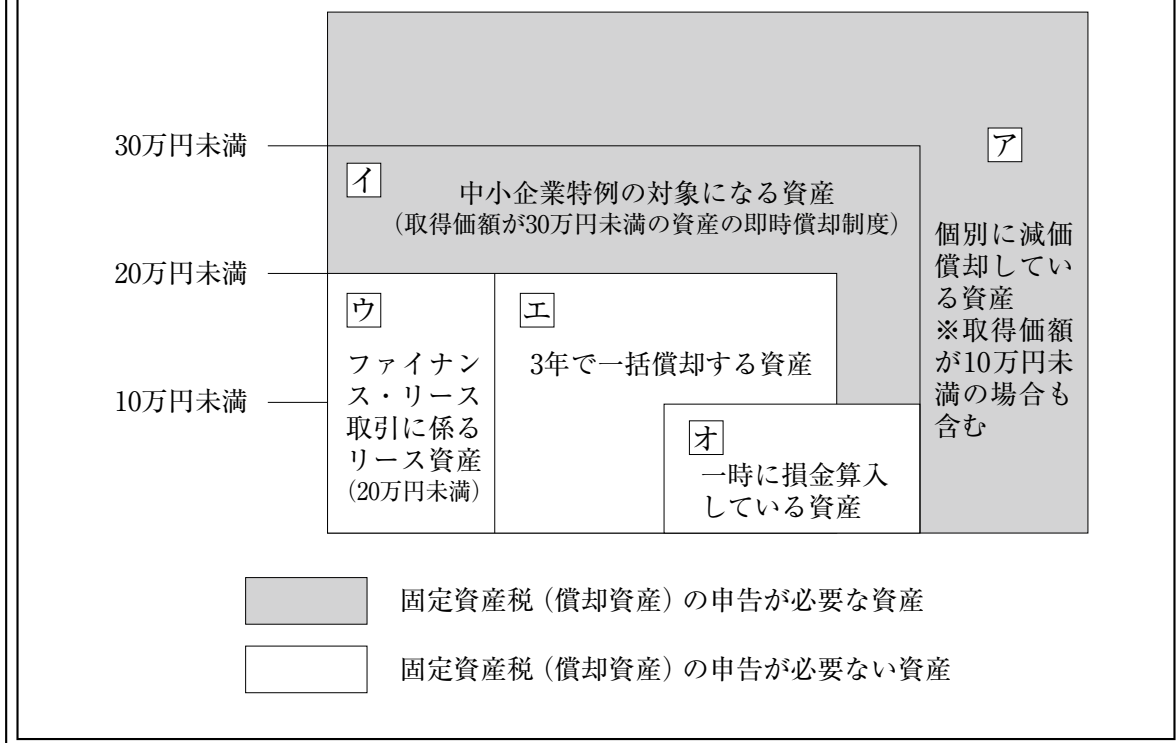 30万円未満
20万円未満
10万円未満
ア
個別に減価
償却してい
る資産
※取得価額
が10万円未
満の場合も
含む
イ
中小企業特例の対象になる資産
（取得価額が30万円未満の資産の即時償却制度）
ウ
ファイナン
ス・リース
取引に係る
リース資産
（20万円未満）
エ
3年で一括償却する資産
オ
一時に損金算入
している資産
固定資産税（償却資産）の申告が必要な資産
固定資産税（償却資産）の申告が必要ない資産